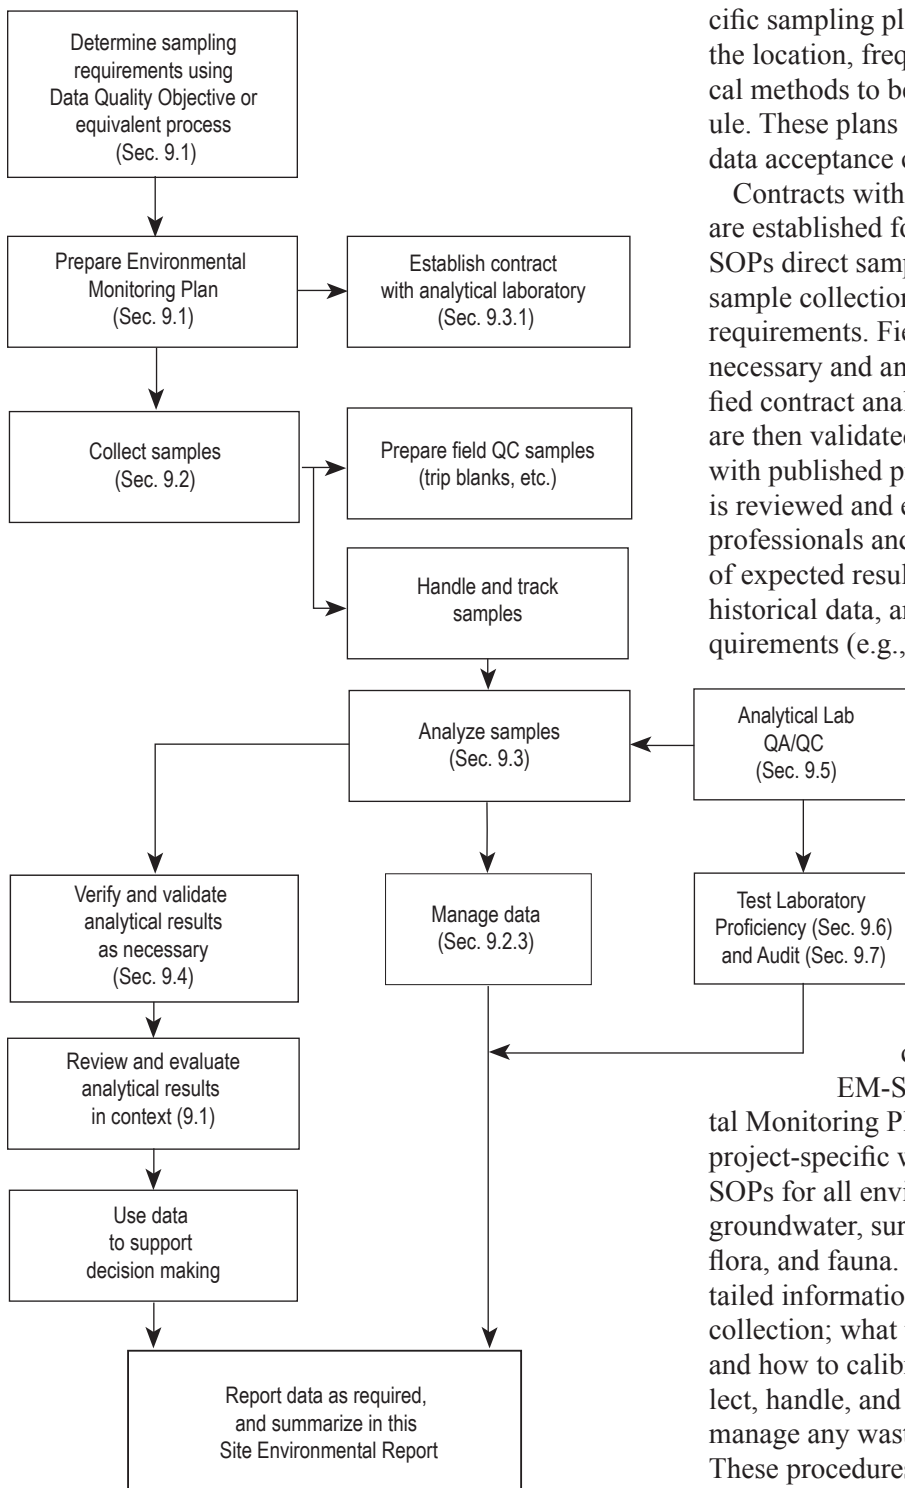 Determine sampling
requirements using
Data Quality Objective or
equivalent process
(Sec. 9.1)
Prepare Environmental
Monitoring Plan
(Sec. 9.1)
Establish contract
with analytical laboratory
(Sec. 9.3.1)
Collect samples
(Sec. 9.2)
Prepare field QC samples
(trip blanks, etc.)
Handle and track
samples
Analyze samples
(Sec. 9.3)
Analytical Lab
QA/QC
(Sec. 9.5)
Verify and validate
analytical results
as necessary
(Sec. 9.4)
Manage data
(Sec. 9.2.3)
Test Laboratory
Proficiency (Sec. 9.6)
and Audit (Sec. 9.7)
Review and evaluate
analytical results
in context (9.1)
Use data
to support
decision making
Report data as required,
and summarize in this
Site Environmental Report
cific sampling pl
the location, freq
cal methods to b
ule. These plans
data acceptance
Contracts with
are established fo
SOPs direct samp
sample collection
requirements. Fie
necessary and an
fied contract anal
are then validated
with published p
is reviewed and e
professionals and
of expected resul
historical data, a
quirements (e.g.,
EM-S
tal Monitoring Pl
project-specific w
SOPs for all envi
groundwater, sur
flora, and fauna.
tailed informatio
collection; what
and how to calib
lect, handle, and
manage any wast
These procedures